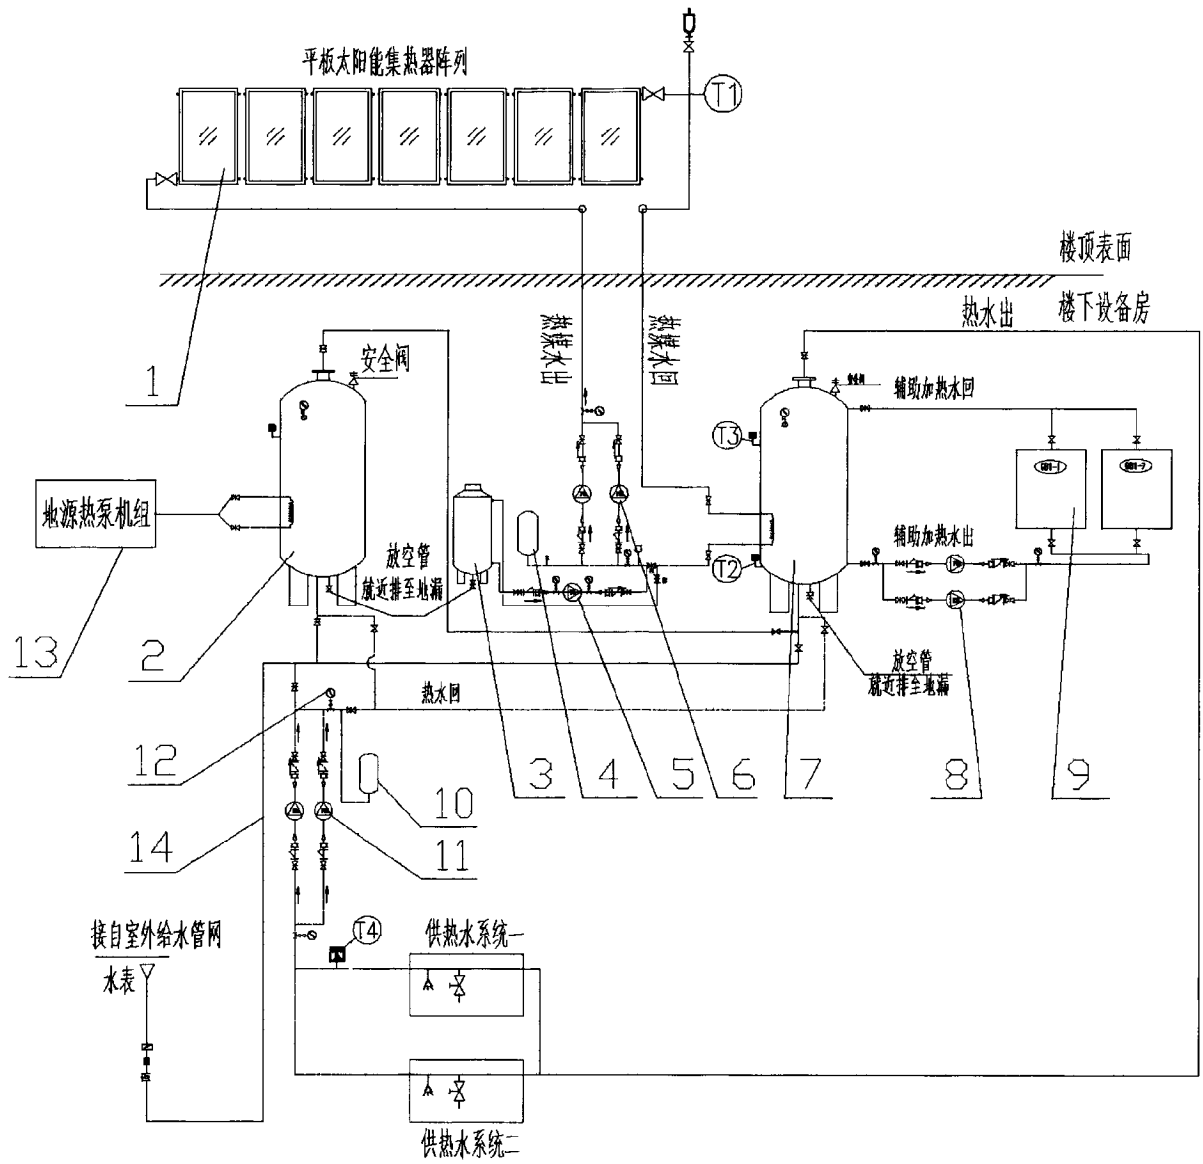 平板太阳能集热器阵列
T1
楼顶表面
楼下设备房
热水出
热媒水出
热媒水回
安全阀
1
辅助加热水回
T3
地源热泵机组
辅助加热水出
放空管
就近排至地漏
T2
13
2
放空管
就近排至地漏
热水回
12
3
4
5
6
7
8
9
10
14
11
接自室外给水管网
水表
T4
供热水系统一
供热水系统二